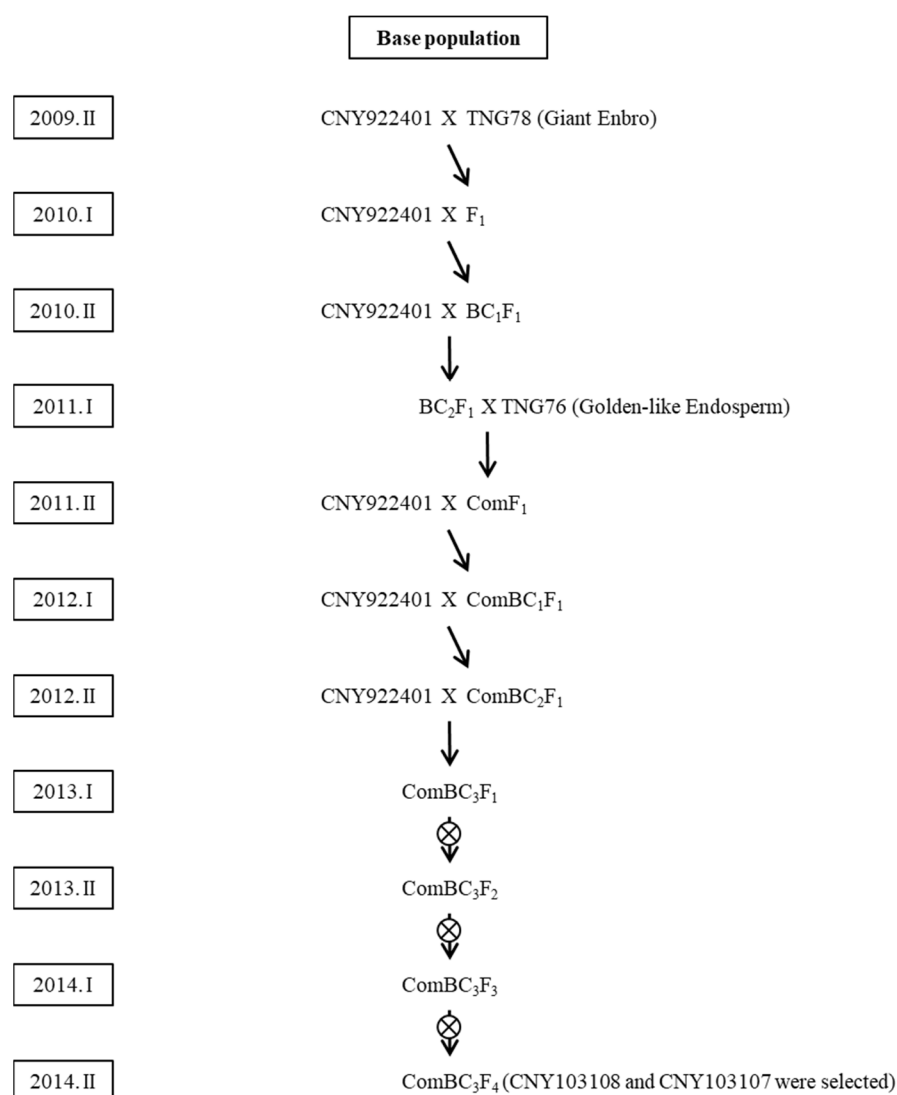 Base population
2009.II CNY922401 X TNG78 (Giant Enbro)
2010.I CNY922401 X F₁
2010.II CNY922401 X BC₁F₁
2011.I BC₂F₁ X TNG76 (Golden-like Endosperm)
2011.II CNY922401 X ComF₁
2012.I CNY922401 X ComBC₁F₁
2012.II CNY922401 X ComBC₂F₁
2013.I ComBC₃F₁
2013.II ComBC₃F₂
2014.I ComBC₃F₃
2014.II ComBC₃F₄ (CNY103108 and CNY103107 were selected)